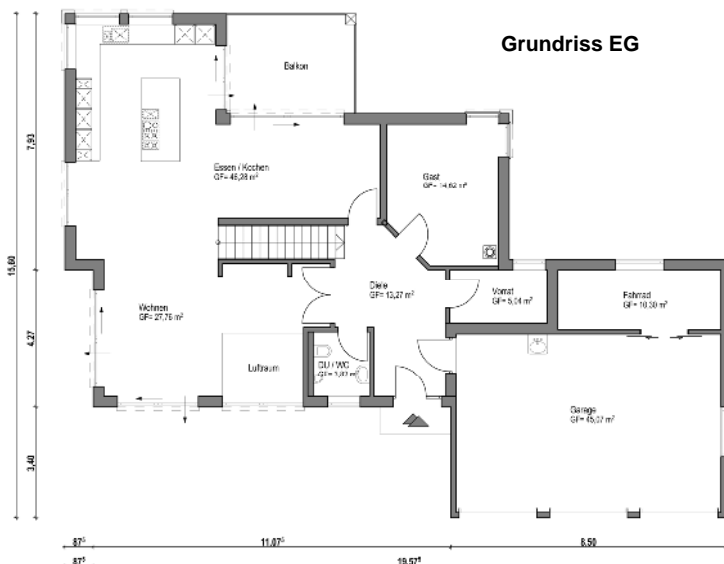 Grundriss EG
Balkon
Essen / Kochen
Gast
Diele
Vorrat
GF= 5,04 m²
Fahrrad
GF= 10,30 m²
Wohnen
GF= 27,76 m²
GF= 13,27 m²
Luftraum
DU / WC
Garage
GF= 45,07 m²
7,93
15,60
4,27
3,40
87⁵
11.07⁵
8.50
87⁵
19.57⁵